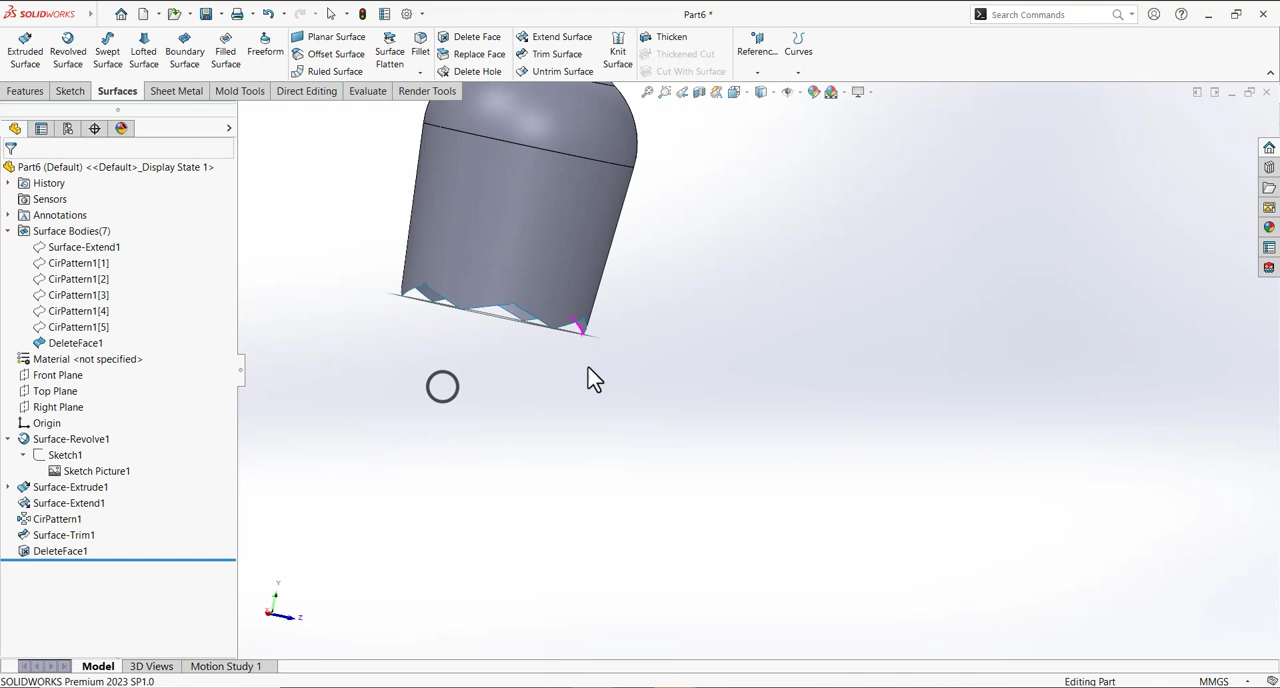 SOLIDWORKS
Part6 *
Search Commands
Extruded Surface
Revolved Surface
Swept Surface
Lofted Surface
Boundary Surface
Filled Surface
Freeform
Planar Surface
Offset Surface
Ruled Surface
Surface Flatten
Fillet
Delete Face
Replace Face
Delete Hole
Extend Surface
Trim Surface
Untrim Surface
Knit Surface
Thicken
Thickened Cut
Cut With Surface
Referenc...
Curves
Features
Sketch
Surfaces
Sheet Metal
Mold Tools
Direct Editing
Evaluate
Render Tools
Part6 (Default) <<Default>_Display State 1>
History
Sensors
Annotations
Surface Bodies(7)
Surface-Extend1
CirPattern1[1]
CirPattern1[2]
CirPattern1[3]
CirPattern1[4]
CirPattern1[5]
DeleteFace1
Material <not specified>
Front Plane
Top Plane
Right Plane
Origin
Surface-Revolve1
Sketch1
Sketch Picture1
Surface-Extrude1
Surface-Extend1
CirPattern1
Surface-Trim1
DeleteFace1
Y
Z
Model
3D Views
Motion Study 1
SOLIDWORKS Premium 2023 SP1.0
Editing Part
MMGS